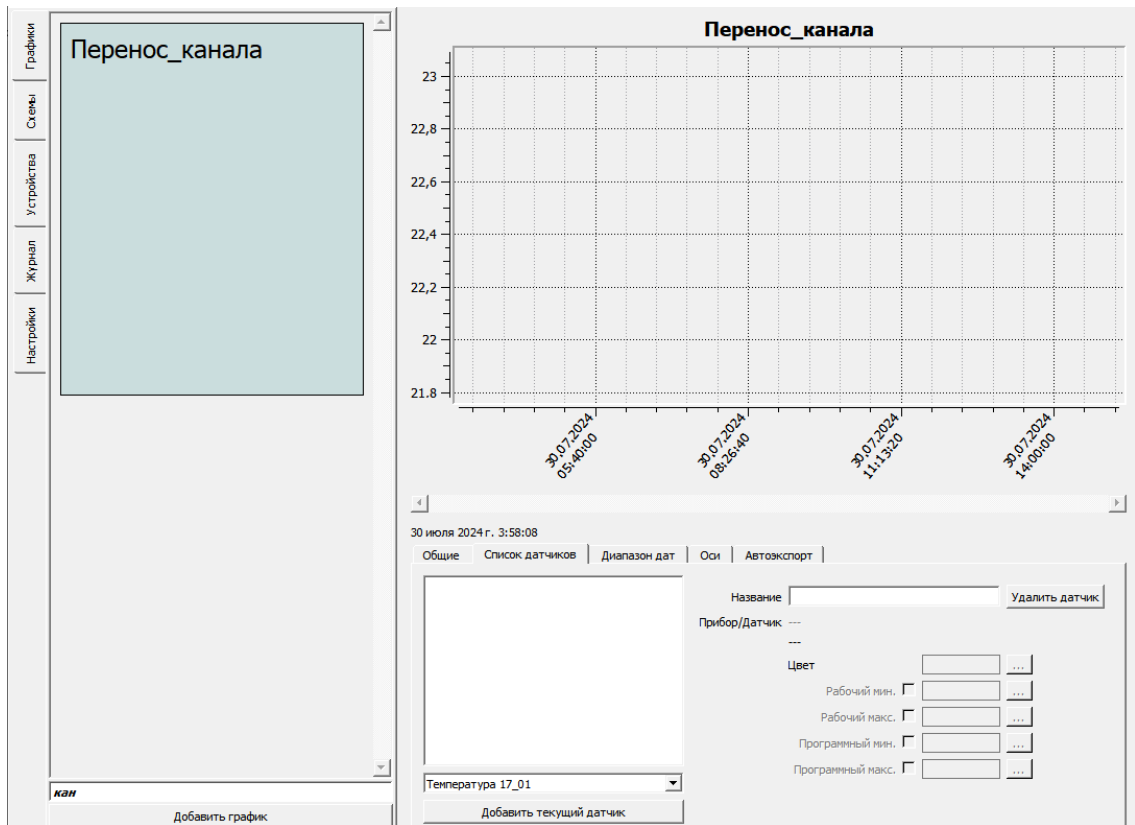 Графики
Схемы
Устройства
Журнал
Настройки
Перенос_канала
кан
Добавить график
Перенос_канала
23
22,8
22,6
22,4
22,2
22
21.8
30.07.2024
05:40:00
30.07.2024
08:26:40
30.07.2024
11:13:20
30.07.2024
14:00:00
30 июля 2024 г. 3:58:08
Общие
Список датчиков
Диапазон дат
Оси
Автоэкспорт
Температура 17_01
Добавить текущий датчик
Название
Удалить датчик
Прибор/Датчик ---
---
Цвет ...
Рабочий мин. ...
Рабочий макс. ...
Программный мин. ...
Программный макс. ...